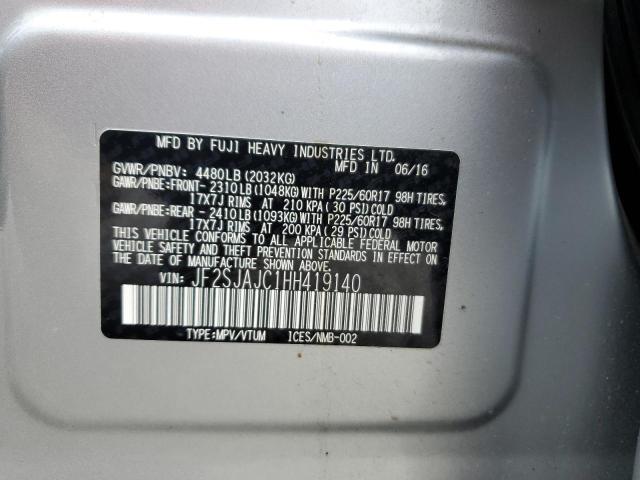 MFD BY FUJI HEAVY INDUSTRIES LTD.
MFD IN 06/16
GVWR/PNBV: 4480LB(2032KG)
GAWR/PNBE:FRONT- 2310LB(1048KG)WITH P225/60R17 98H TIRES,
17X7J RIMS AT 210 KPA( 30 PSI)COLD
GAWR/PNBE:REAR - 2410LB(1093KG)WITH P225/60R17 98H TIRES,
17X7J RIMS AT 200 KPA( 29 PSI)COLD
THIS VEHICLE CONFORMS TO ALL APPLICABLE FEDERAL MOTOR
VEHICLE SAFETY AND THEFT PREVENTION STANDARDS IN EFFECT ON
THE DATE OF MANUFACTURE SHOWN ABOVE.
VIN: JF2SJAJC1HH419140
TYPE:MPV/VTUM ICES/NMB-002